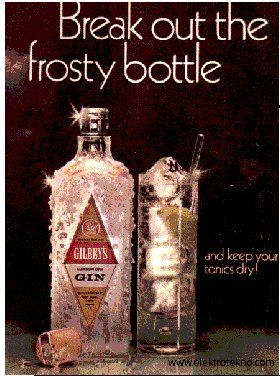 Break out the
frosty bottle
GILBEY'S
LONDON DRY
GIN
and keep your
tonics dry!
www.elektrotekno.com